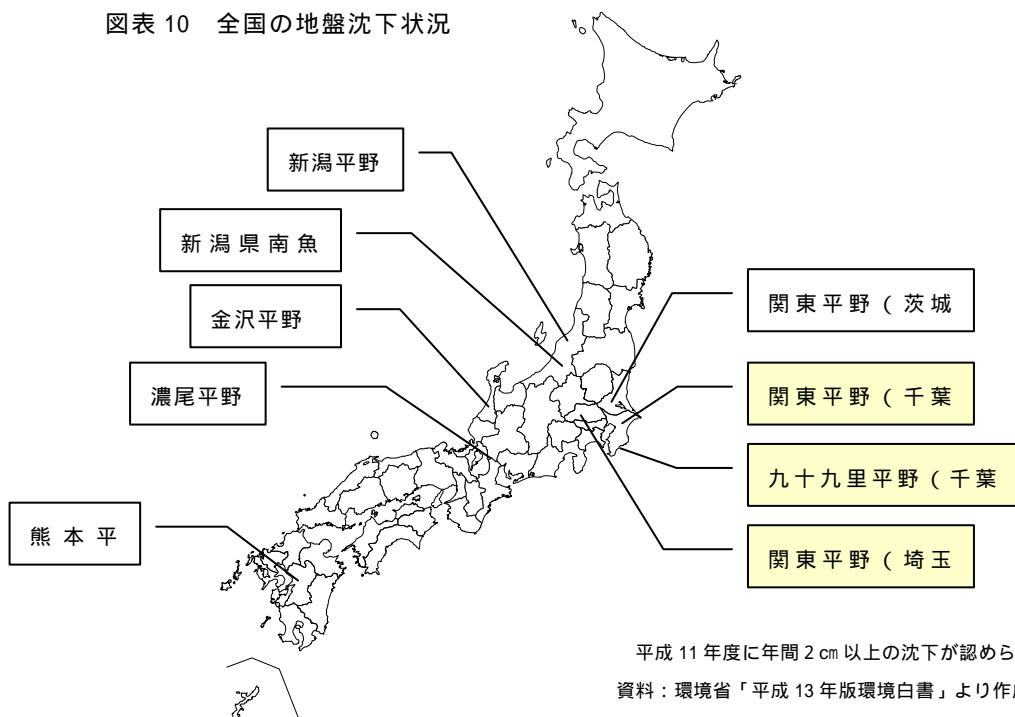 図表 10 全国の地盤沈下状況
新潟平野
新潟県南魚
金沢平野
濃尾平野
熊本平
関東平野（茨城
関東平野（千葉
九十九里平野（千葉
関東平野（埼玉
平成 11 年度に年間 2 ㎝ 以上の沈下が認めら
資料：環境省「平成 13 年版環境白書」より作成